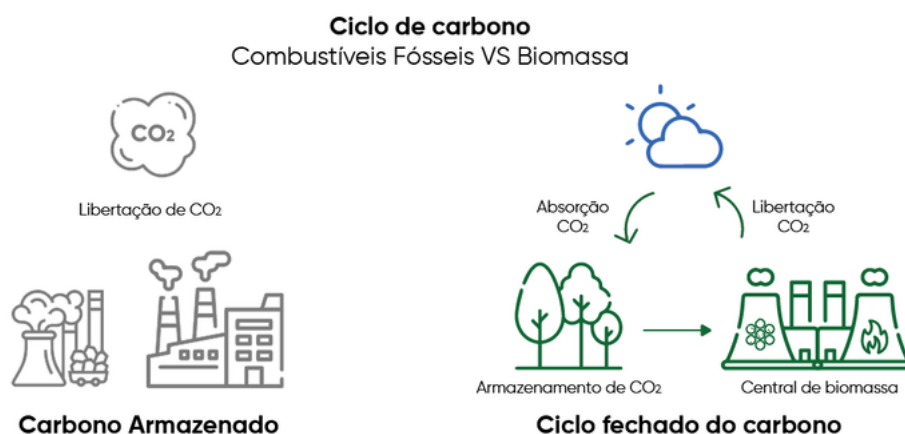 Ciclo de carbono
Combustíveis Fósseis VS Biomassa
CO₂
Libertação de CO₂
Carbono Armazenado
Absorção
CO₂
Libertação
CO₂
Armazenamento de CO₂
Central de biomassa
Ciclo fechado do carbono